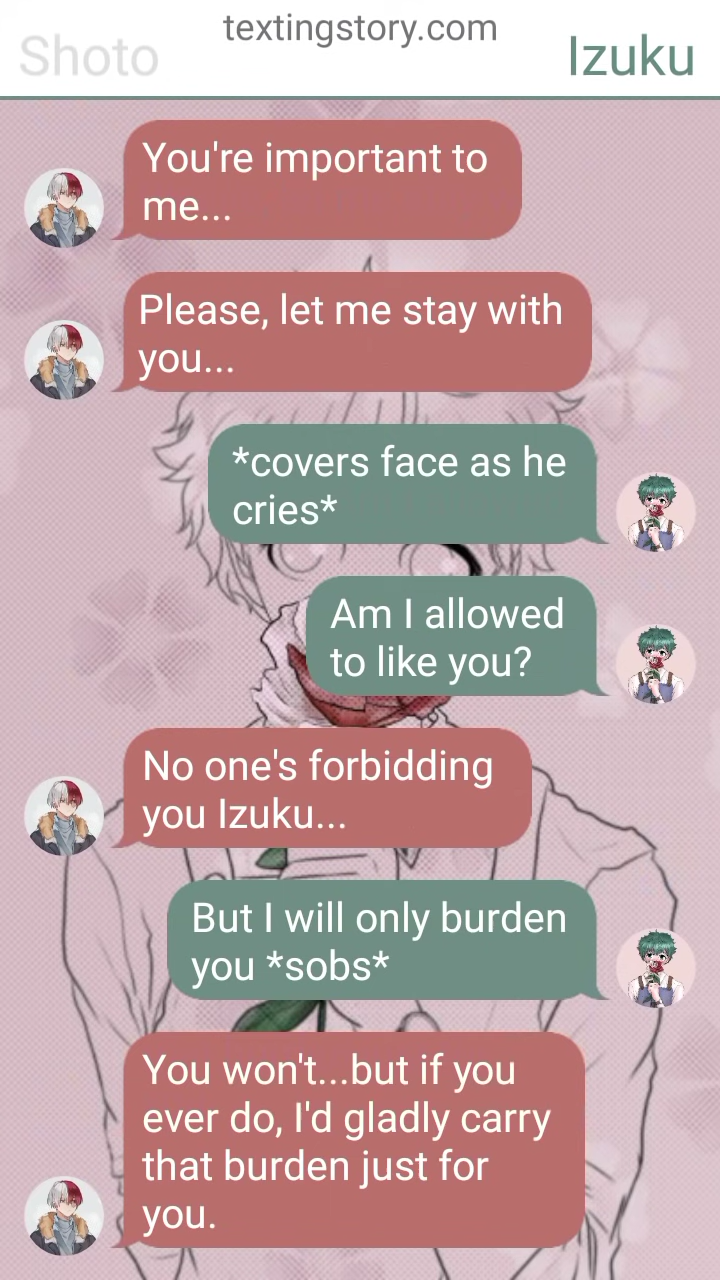 textingstory.com
Shoto
Izuku
You're important to
me...
Please, let me stay with
you...
*covers face as he
cries*
Am I allowed
to like you?
No one's forbidding
you Izuku...
But I will only burden
you *sobs*
You won't...but if you
ever do, I'd gladly carry
that burden just for
you.